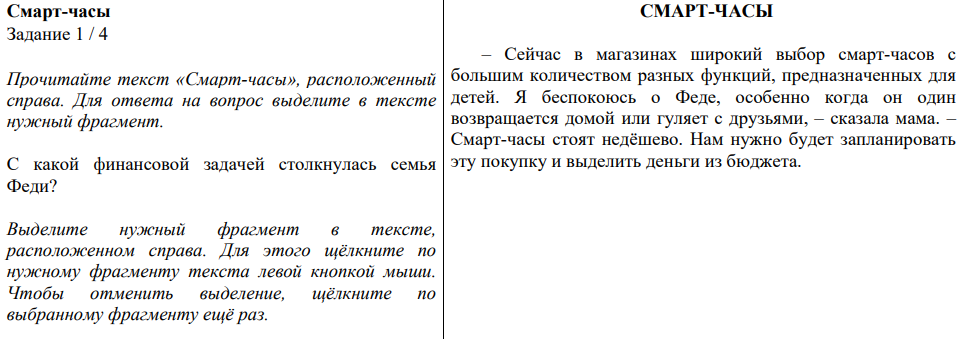 Смарт-часы
Задание 1 / 4
Прочитайте текст «Смарт-часы», расположенный
справа. Для ответа на вопрос выделите в тексте
нужный фрагмент.
С какой финансовой задачей столкнулась семья
Феди?
Выделите нужный фрагмент в тексте,
расположенном справа. Для этого щёлкните по
нужному фрагменту текста левой кнопкой мыши.
Чтобы отменить выделение, щёлкните по
выбранному фрагменту ещё раз.
СМАРТ-ЧАСЫ
– Сейчас в магазинах широкий выбор смарт-часов с
большим количеством разных функций, предназначенных для
детей. Я беспокоюсь о Феде, особенно когда он один
возвращается домой или гуляет с друзьями, – сказала мама. –
Смарт-часы стоят недёшево. Нам нужно будет запланировать
эту покупку и выделить деньги из бюджета.